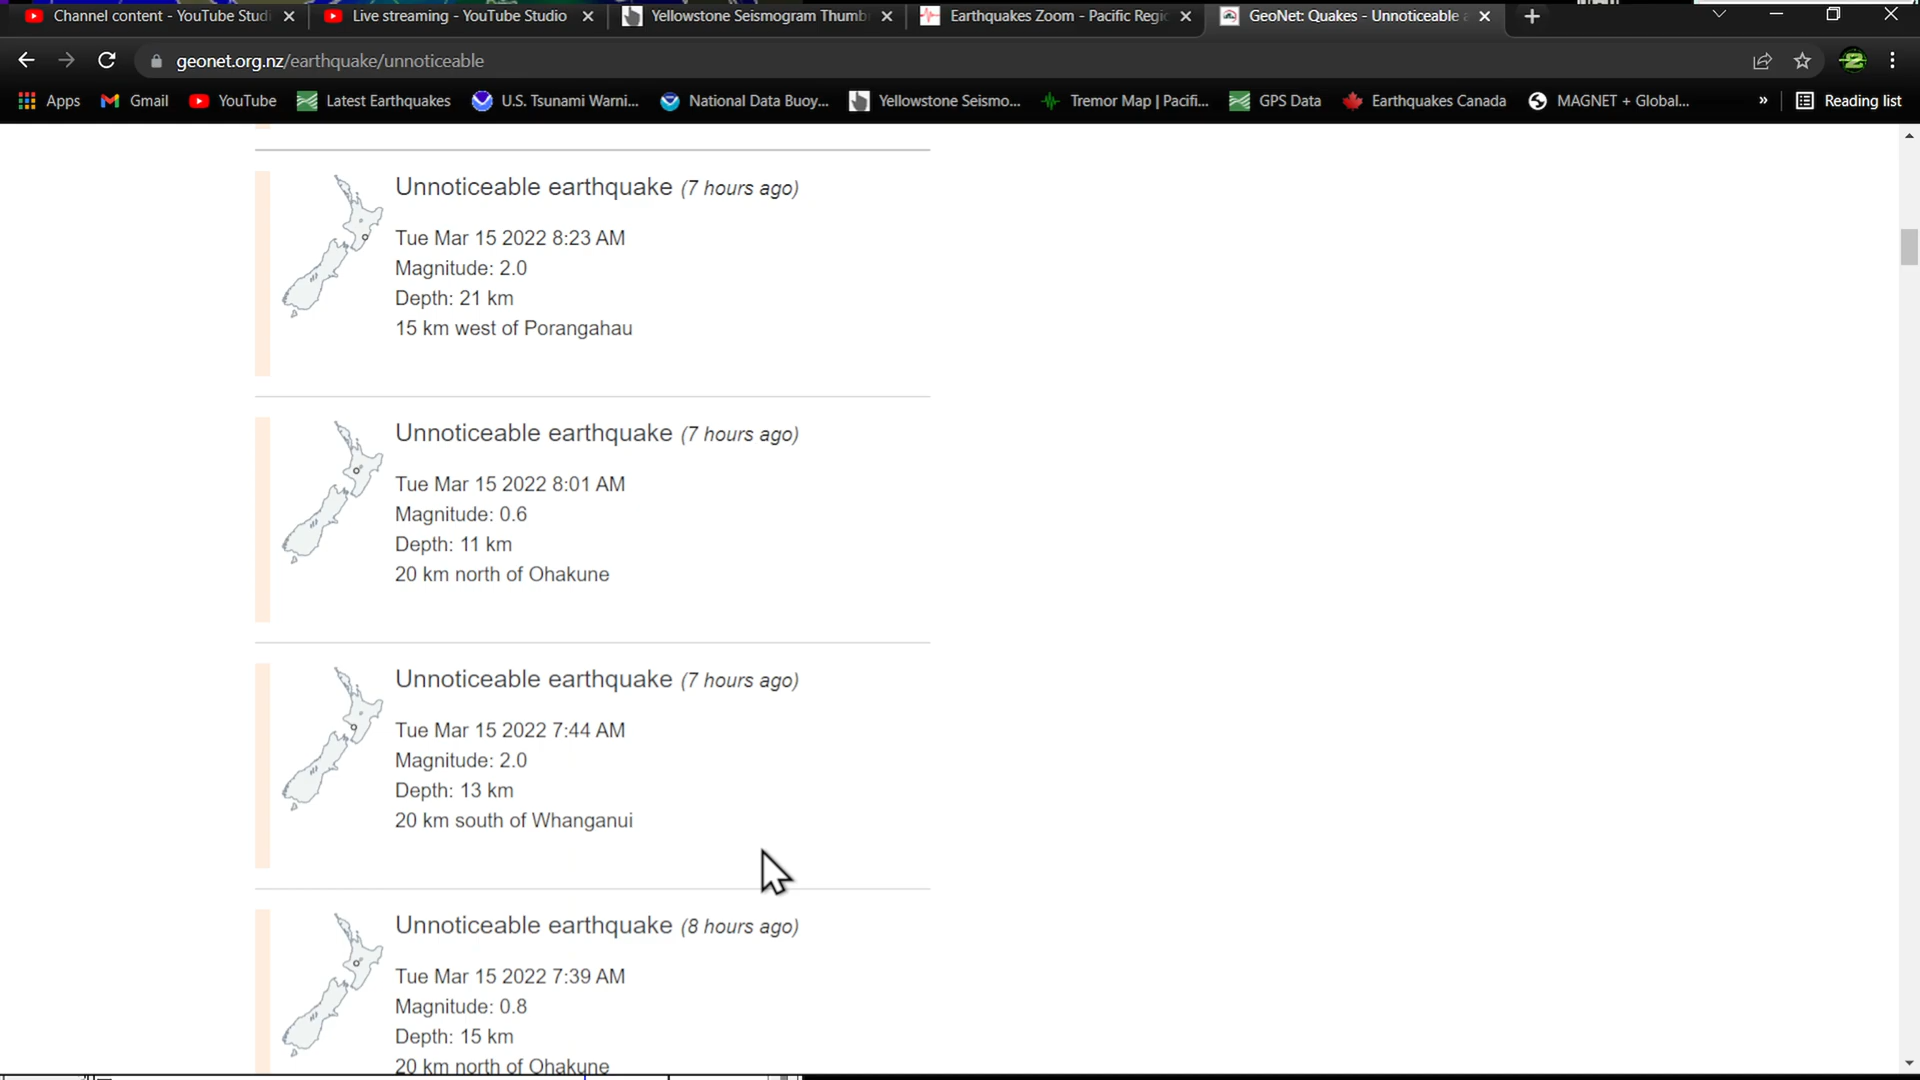 Channel content - YouTube Studi
Live streaming - YouTube Studio
Yellowstone Seismogram Thumb
Earthquakes Zoom - Pacific Regi
GeoNet: Quakes - Unnoticeable a
geonet.org.nz/earthquake/unnoticeable
Apps
Gmail
YouTube
Latest Earthquakes
U.S. Tsunami Warni...
National Data Buoy...
Yellowstone Seismo...
Tremor Map | Pacifi...
GPS Data
Earthquakes Canada
MAGNET + Global...
»
Reading list
Unnoticeable earthquake (7 hours ago)
Tue Mar 15 2022 8:23 AM
Magnitude: 2.0
Depth: 21 km
15 km west of Porangahau
Unnoticeable earthquake (7 hours ago)
Tue Mar 15 2022 8:01 AM
Magnitude: 0.6
Depth: 11 km
20 km north of Ohakune
Unnoticeable earthquake (7 hours ago)
Tue Mar 15 2022 7:44 AM
Magnitude: 2.0
Depth: 13 km
20 km south of Whanganui
Unnoticeable earthquake (8 hours ago)
Tue Mar 15 2022 7:39 AM
Magnitude: 0.8
Depth: 15 km
20 km north of Ohakune